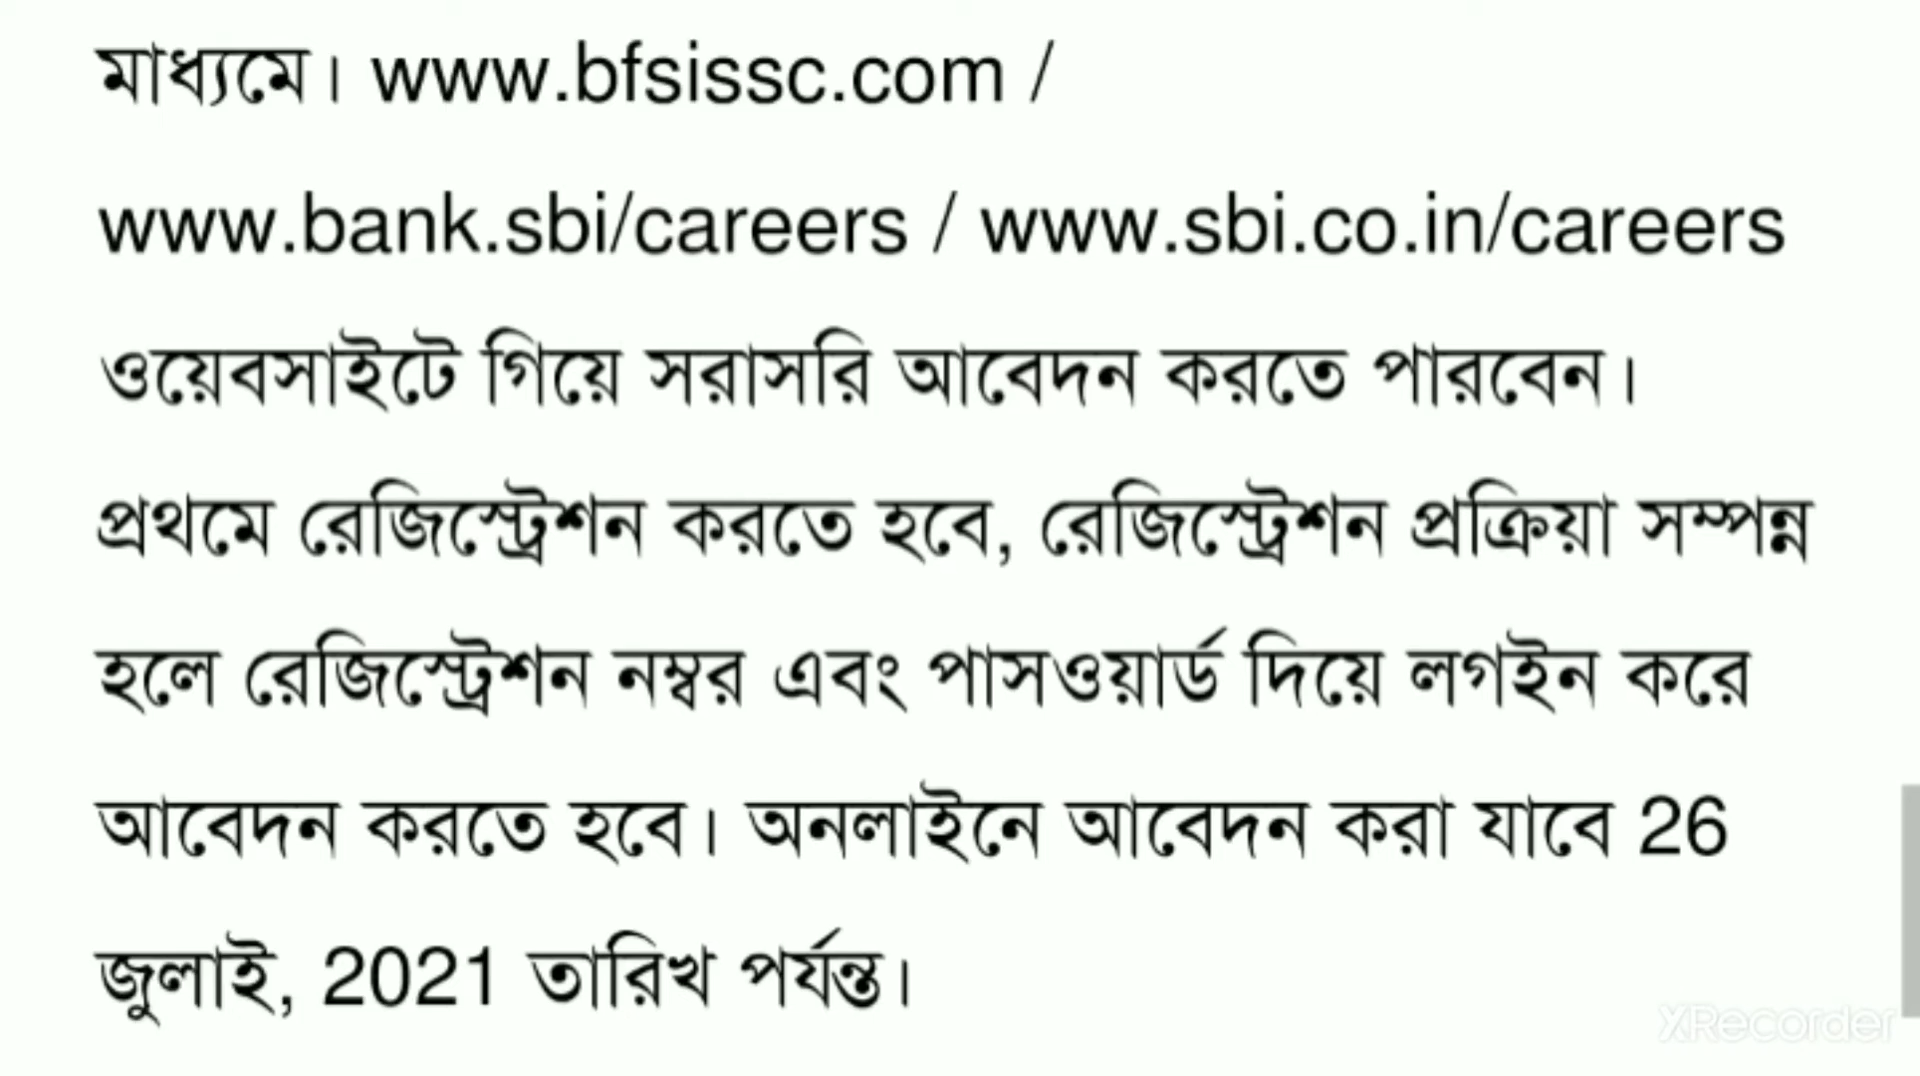 মাধ্যমে। www.bfsissc.com /
www.bank.sbi/careers / www.sbi.co.in/careers
ওয়েবসাইটে গিয়ে সরাসরি আবেদন করতে পারবেন।
প্রথমে রেজিস্ট্রেশন করতে হবে, রেজিস্ট্রেশন প্রক্রিয়া সম্পন্ন
হলে রেজিস্ট্রেশন নম্বর এবং পাসওয়ার্ড দিয়ে লগইন করে
আবেদন করতে হবে। অনলাইনে আবেদন করা যাবে 26
জুলাই, 2021 তারিখ পর্যন্ত।
XRecorder